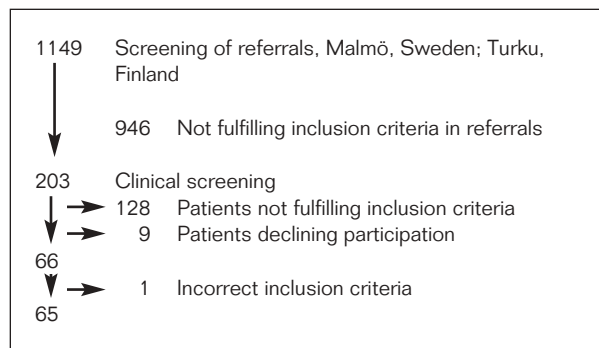 1149 Screening of referrals, Malmö, Sweden; Turku,
Finland
946 Not fulfilling inclusion criteria in referrals
203 Clinical screening
128 Patients not fulfilling inclusion criteria
9 Patients declining participation
66
1 Incorrect inclusion criteria
65